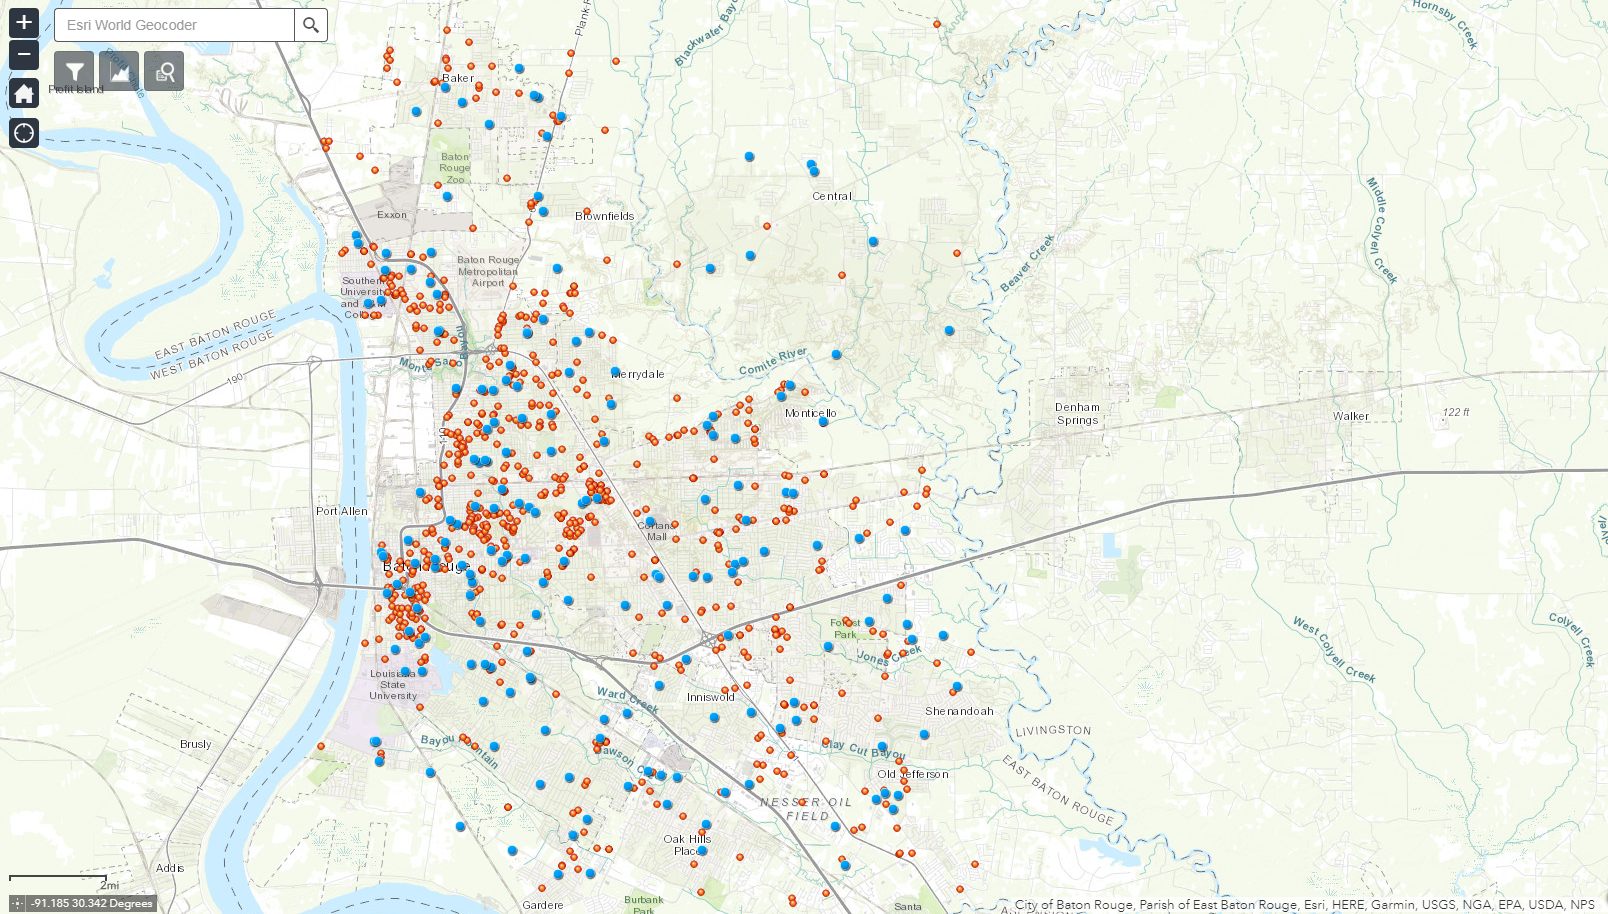 +
Esri World Geocoder
−
Profit Island
Plank R
Blackwater Bayo
Hornsby Creek
Baker
Baton
Rouge
Zoo
Exxon
Brownfields
Central
Middle Colyell Creek
Beaver Creek
Baton Rouge
Metropolitan
Airport
Southern
University
and A&M
College
EAST BATON ROUGE
WEST BATON ROUGE
190
Monte Sano
Bayou
Merrydale
Comite River
Monticello
Denham
Springs
Walker
122 ft
110
Port Allen
Cortana
Mall
Baton Rouge
Forest
Park
Jones Creek
West Colyell Creek
Colyell Creek
Louisiana
State
University
Ward Creek
Inniswold
Shenandoah
LIVINGSTON
EAST BATON ROUGE
Brusly
Bayou Fountain
Dawson Creek
Clay Cut Bayou
Old Jefferson
NESSER OIL
FIELD
Oak Hills
Place
Addis
2mi
-91.185 30.342 Degrees
Gardere
Burbank
Park
Santa
City of Baton Rouge, Parish of East Baton Rouge, Esri, HERE, Garmin, USGS, NGA, EPA, USDA, NPS